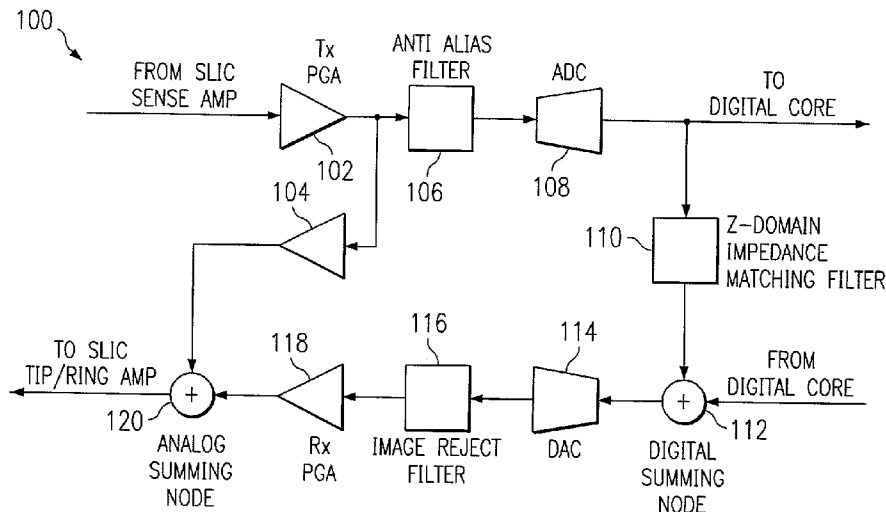 100
FROM SLIC
SENSE AMP
Tx
PGA
102
ANTI ALIAS
FILTER
106
ADC
108
TO
DIGITAL CORE
104
110
Z-DOMAIN
IMPEDANCE
MATCHING FILTER
TO SLIC
TIP/RING AMP
120
ANALOG
SUMMING
NODE
118
Rx
PGA
116
IMAGE REJECT
FILTER
114
DAC
+
+
112
DIGITAL
SUMMING
NODE
FROM
DIGITAL CORE